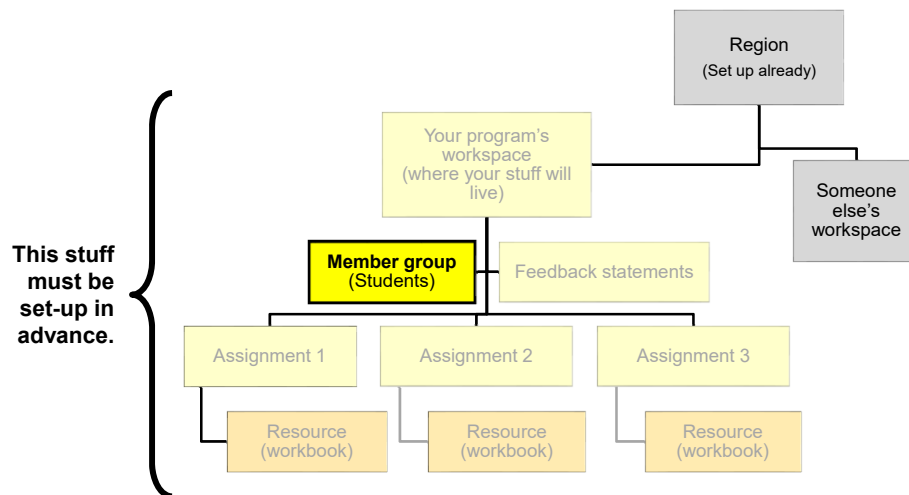 Region
(Set up already)
Your program's
workspace
(where your stuff will
live)
Someone
else's
workspace
This stuff
must be
set-up in
advance.
Member group
(Students)
Feedback statements
Assignment 1
Assignment 2
Assignment 3
Resource
(workbook)
Resource
(workbook)
Resource
(workbook)